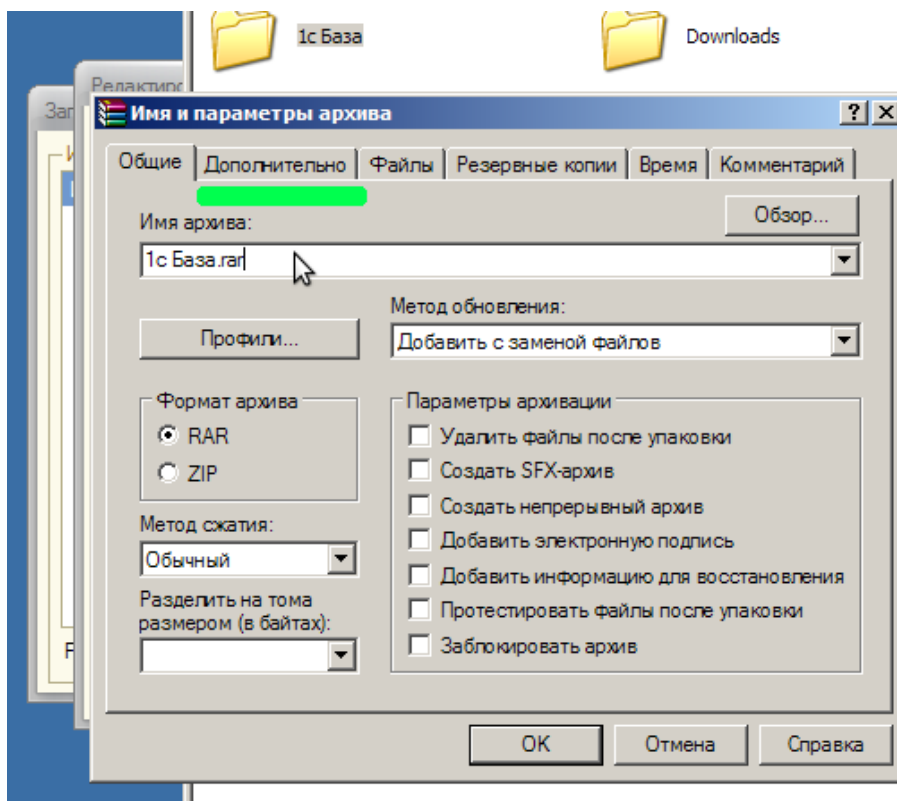 1с База
Downloads
Редактиро
Заг
Имя и параметры архива
Общие Дополнительно Файлы Резервные копии Время Комментарий
Имя архива:
Обзор...
1с База.rar
Метод обновления:
Профили...
Добавить с заменой файлов
Формат архива
RAR
ZIP
Метод сжатия:
Обычный
Разделить на тома
размером (в байтах):
Параметры архивации
Удалить файлы после упаковки
Создать SFX-архив
Создать непрерывный архив
Добавить электронную подпись
Добавить информацию для восстановления
Протестировать файлы после упаковки
Заблокировать архив
OK Отмена Справка